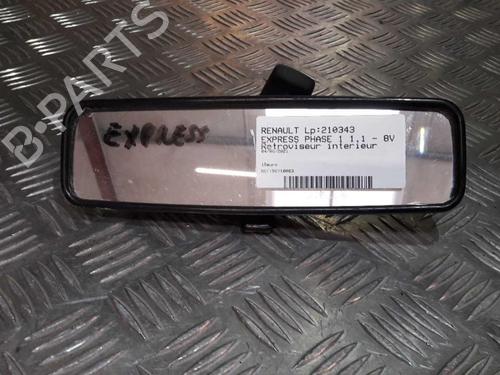 B-PARTS
EXPRESS
RENAULT Lp:210343
EXPRESS PHASE 1 1.1 - 8V
Retroviseur interieur